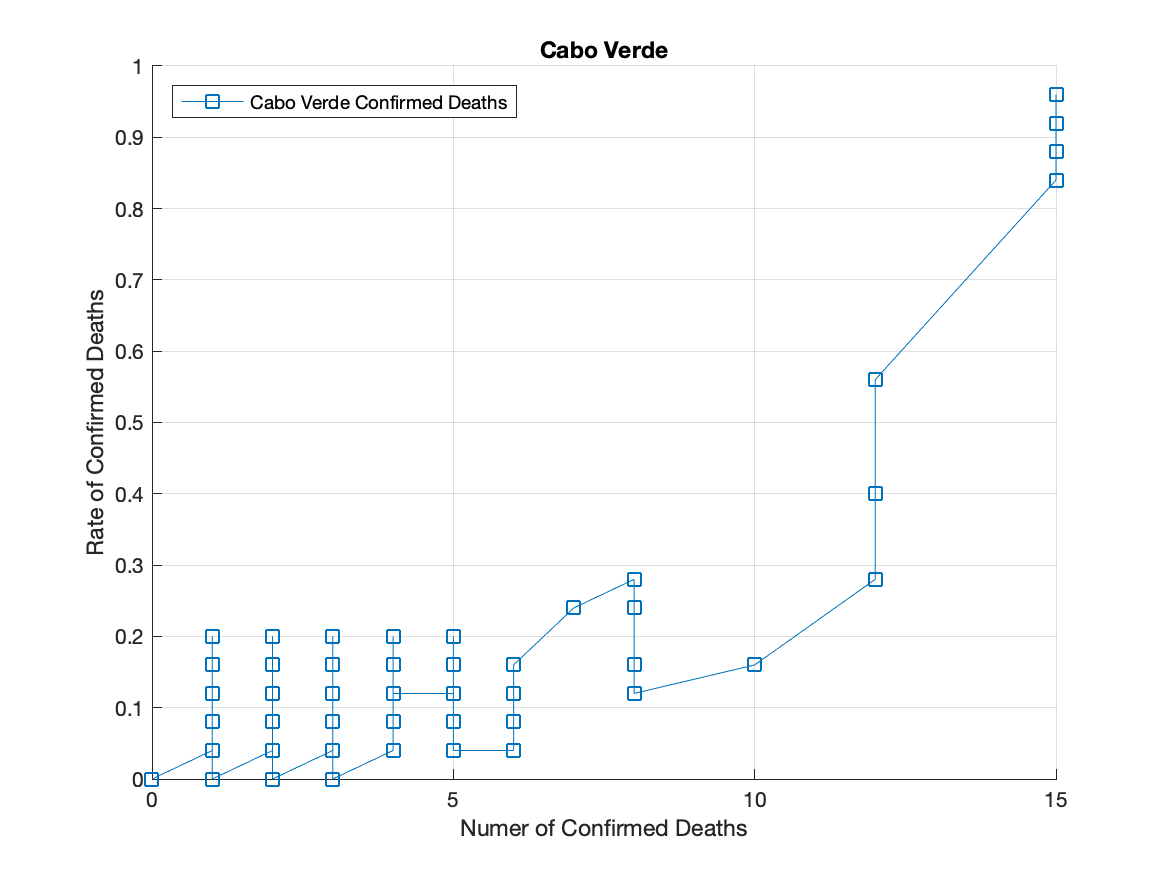 Cabo Verde
Cabo Verde Confirmed Deaths
1
0.9
0.8
0.7
0.6
0.5
0.4
0.3
0.2
0.1
0
0 5 10 15
Rate of Confirmed Deaths
Numer of Confirmed Deaths